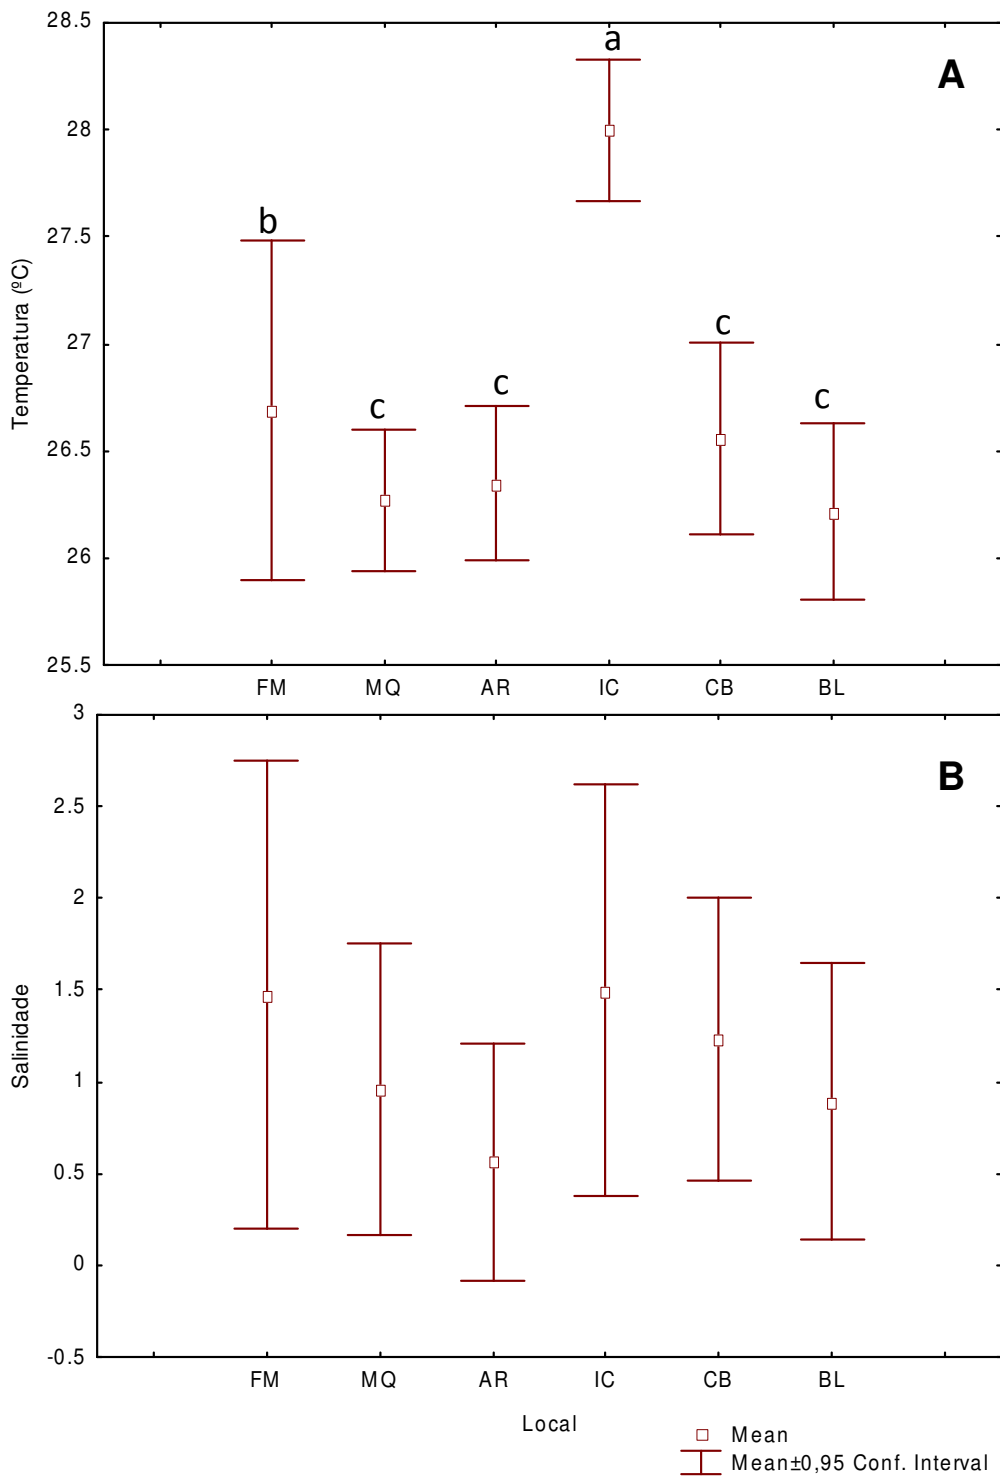 28.5
a
A
28
b
27.5
c
27
c
c
c
26.5
26
25.5
Temperatura (ºC)
FM MQ AR IC CB BL
3
B
2.5
2
1.5
1
0.5
0
-0.5
Salinidade
FM MQ AR IC CB BL
Local
Mean
Mean±0,95 Conf. Interval